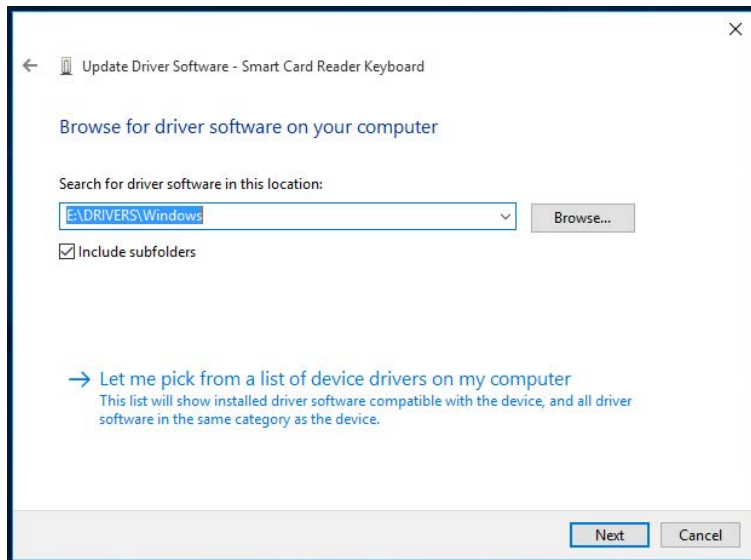 Update Driver Software - Smart Card Reader Keyboard
Browse for driver software on your computer
Search for driver software in this location:
E:\DRIVERS\Windows
Browse...
Include subfolders
Let me pick from a list of device drivers on my computer
This list will show installed driver software compatible with the device, and all driver
software in the same category as the device.
Next
Cancel